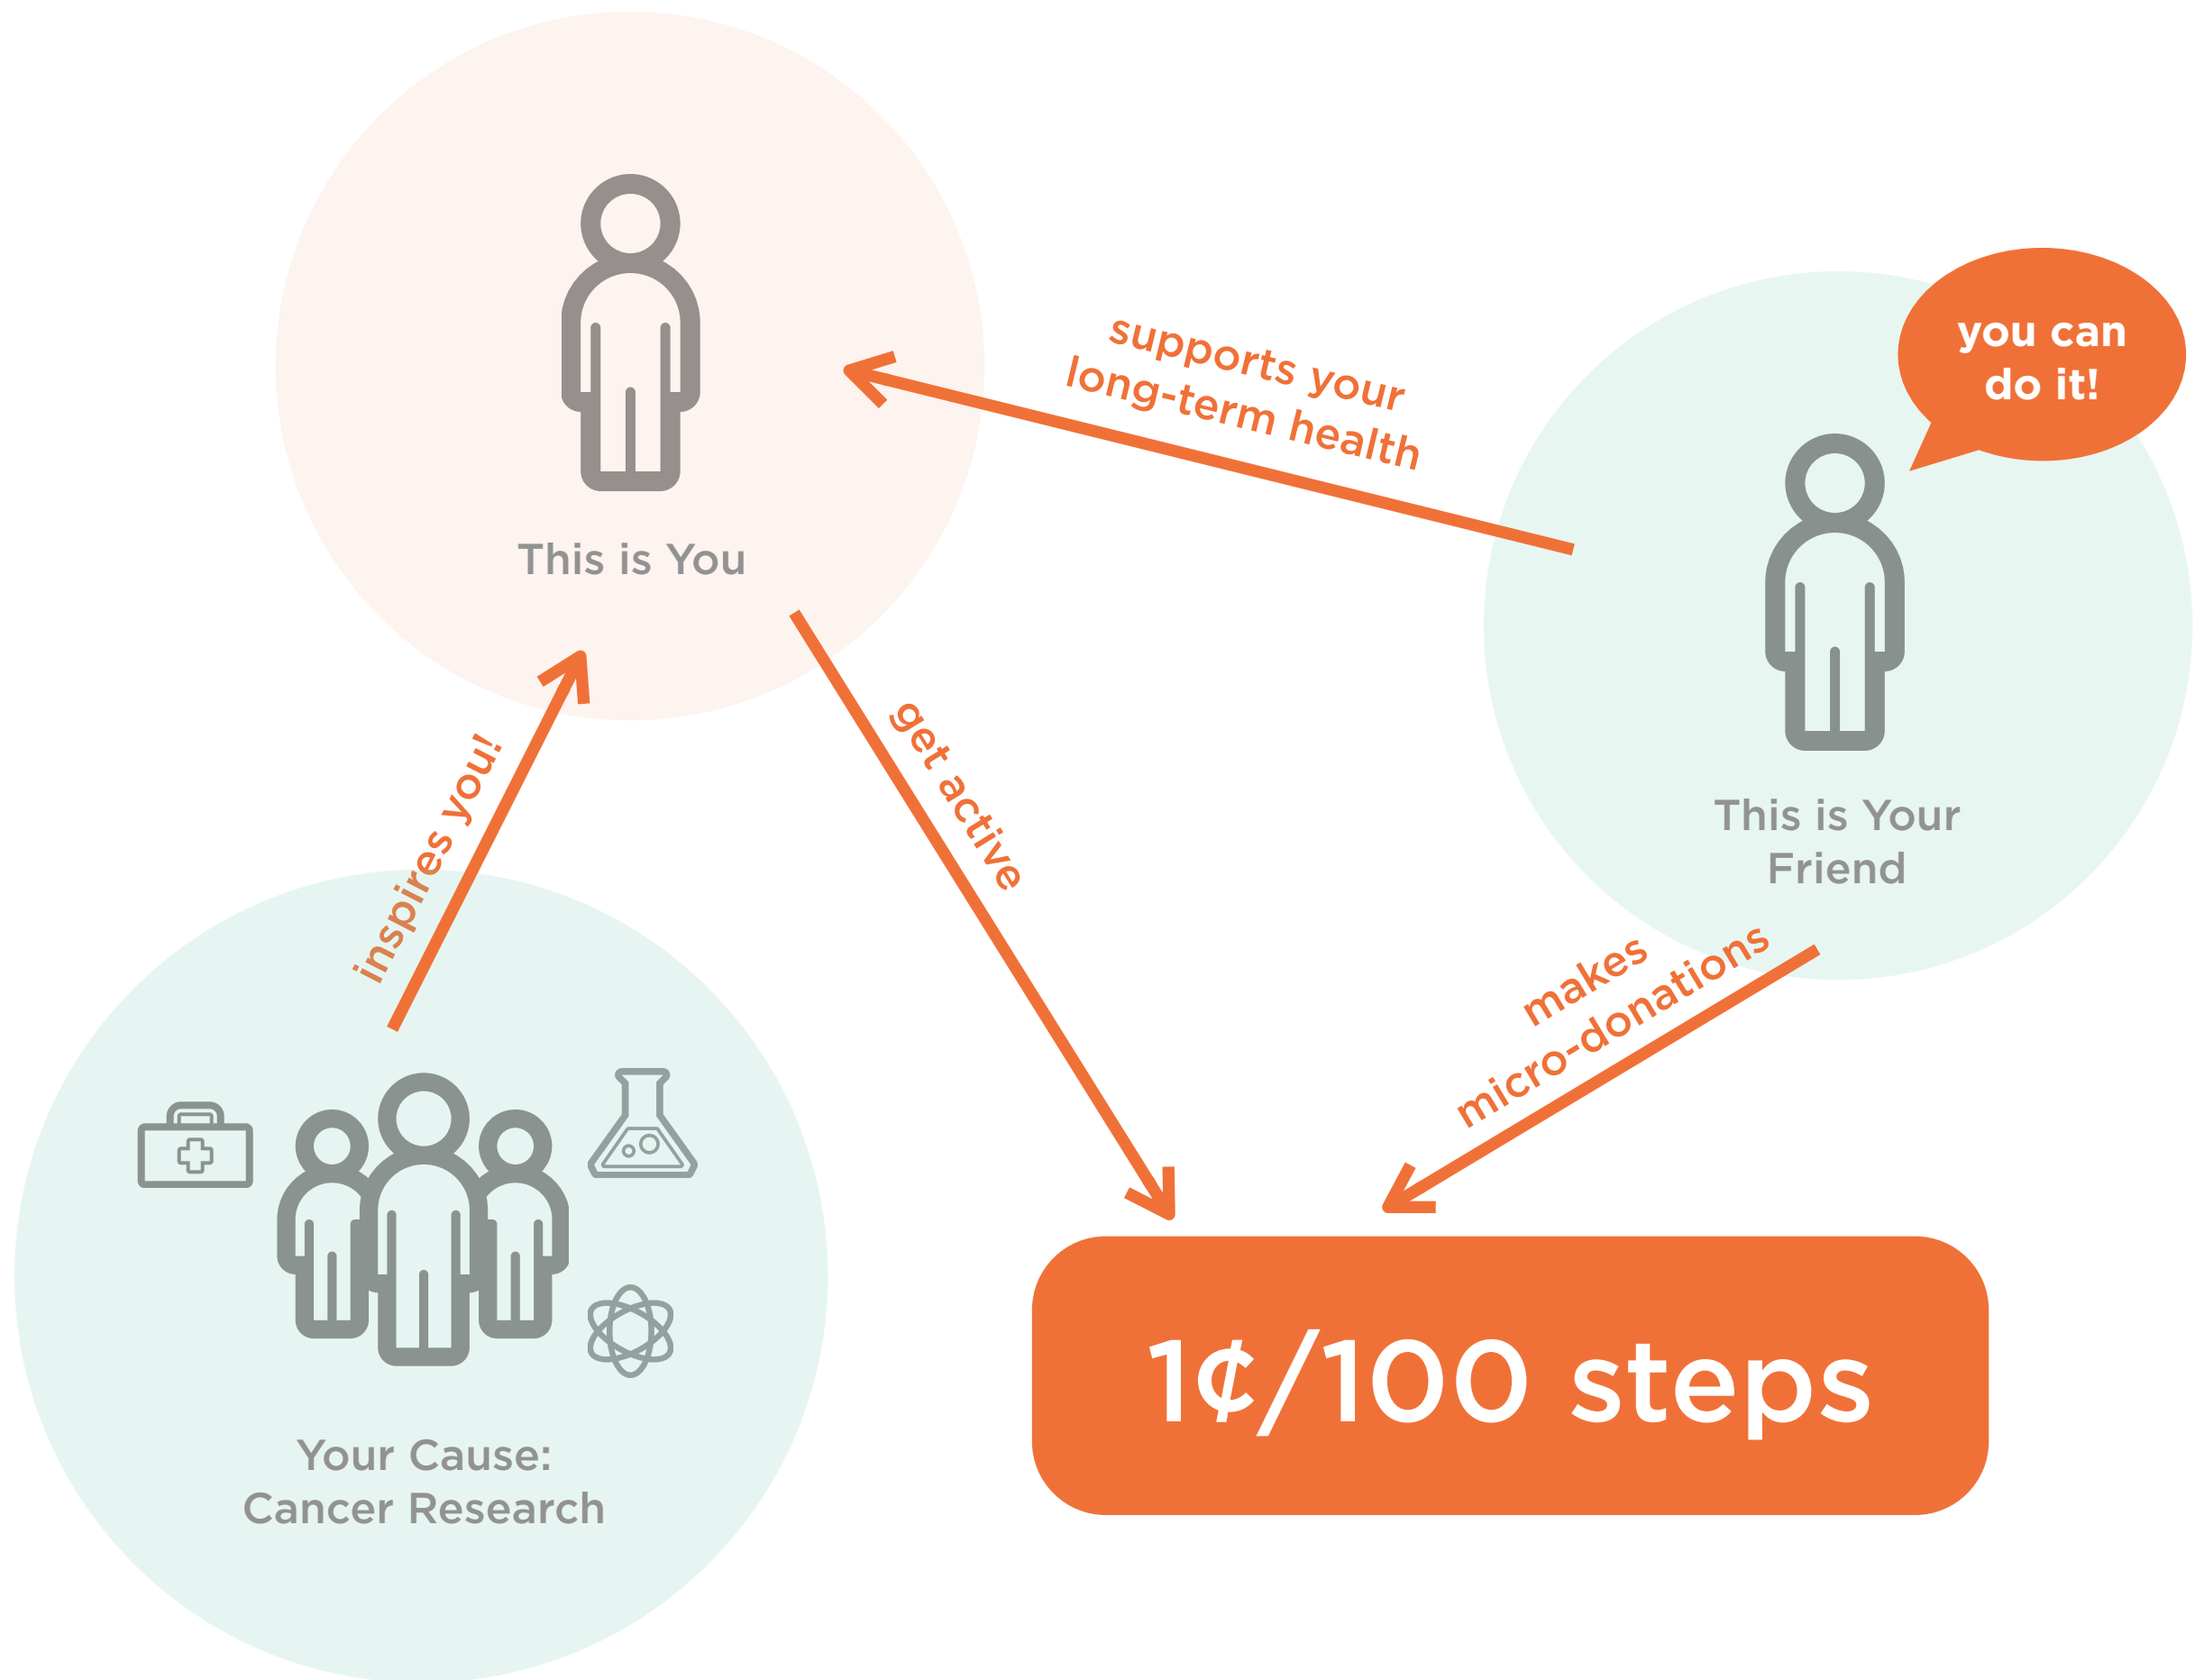 This is You
supports your
long-term health
you can
do it!
This is Your
Friend
inspires you!
get active
makes
micro-donations
Your Cause:
Cancer Research
1¢/100 steps